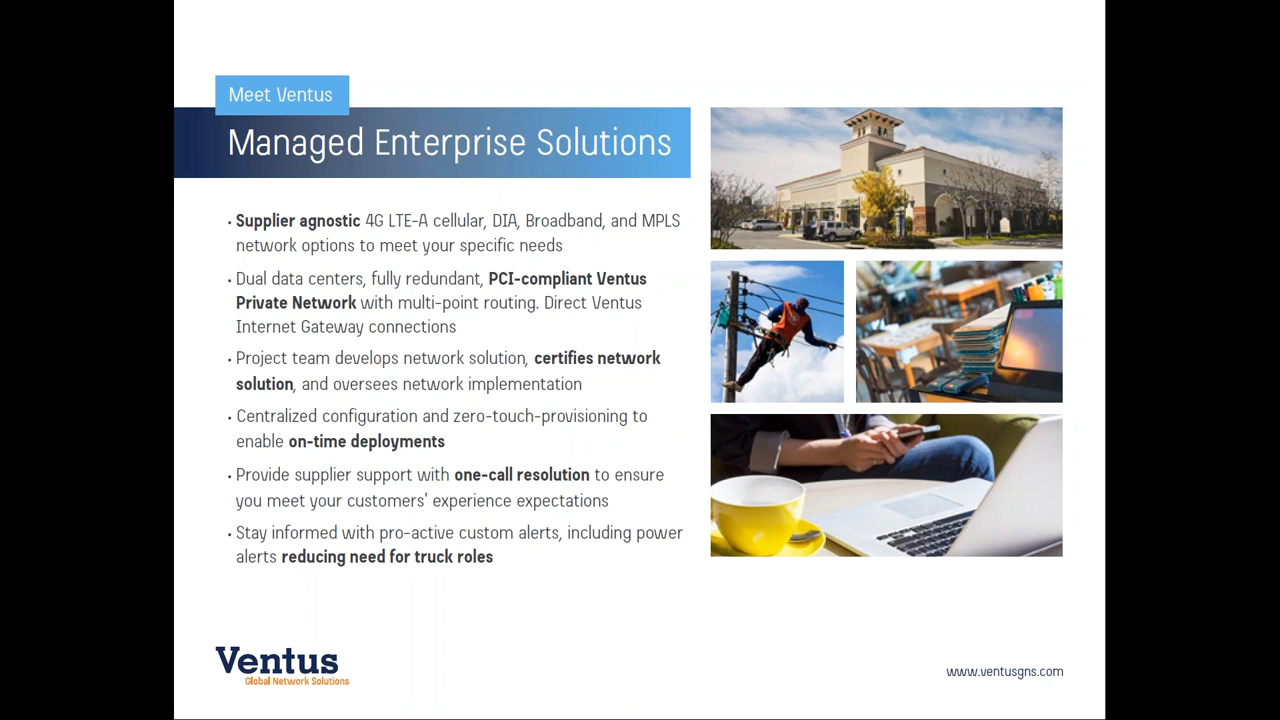 Meet Ventus
Managed Enterprise Solutions
• Supplier agnostic 4G LTE-A cellular, DIA, Broadband, and MPLS
network options to meet your specific needs
• Dual data centers, fully redundant, PCI-compliant Ventus
Private Network with multi-point routing. Direct Ventus
Internet Gateway connections
• Project team develops network solution, certifies network
solution, and oversees network implementation
• Centralized configuration and zero-touch-provisioning to
enable on-time deployments
• Provide supplier support with one-call resolution to ensure
you meet your customers' experience expectations
• Stay informed with pro-active custom alerts, including power
alerts reducing need for truck roles
Ventus
Global Network Solutions
www.ventusgns.com